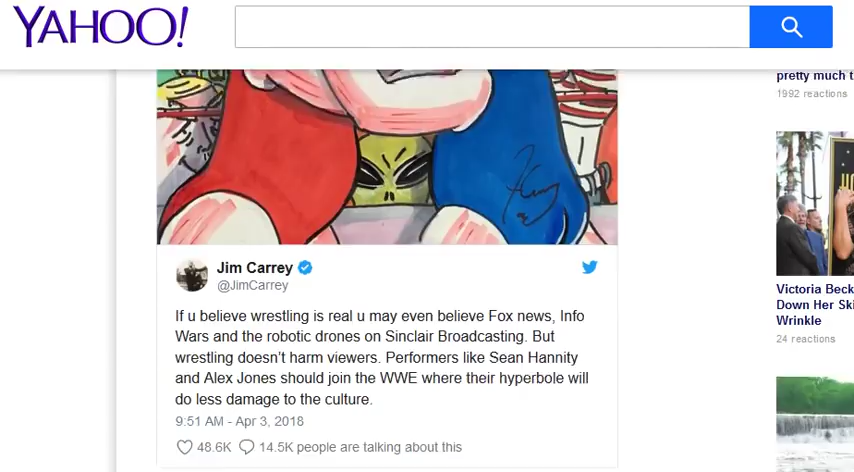 YAHOO!
pretty much t
1992 reactions
HO
Jim Carrey
@JimCarrey
If u believe wrestling is real u may even believe Fox news, Info
Wars and the robotic drones on Sinclair Broadcasting. But
wrestling doesn't harm viewers. Performers like Sean Hannity
and Alex Jones should join the WWE where their hyperbole will
do less damage to the culture.
9:51 AM - Apr 3, 2018
48.6K 14.5K people are talking about this
Victoria Beck
Down Her Ski
Wrinkle
24 reactions